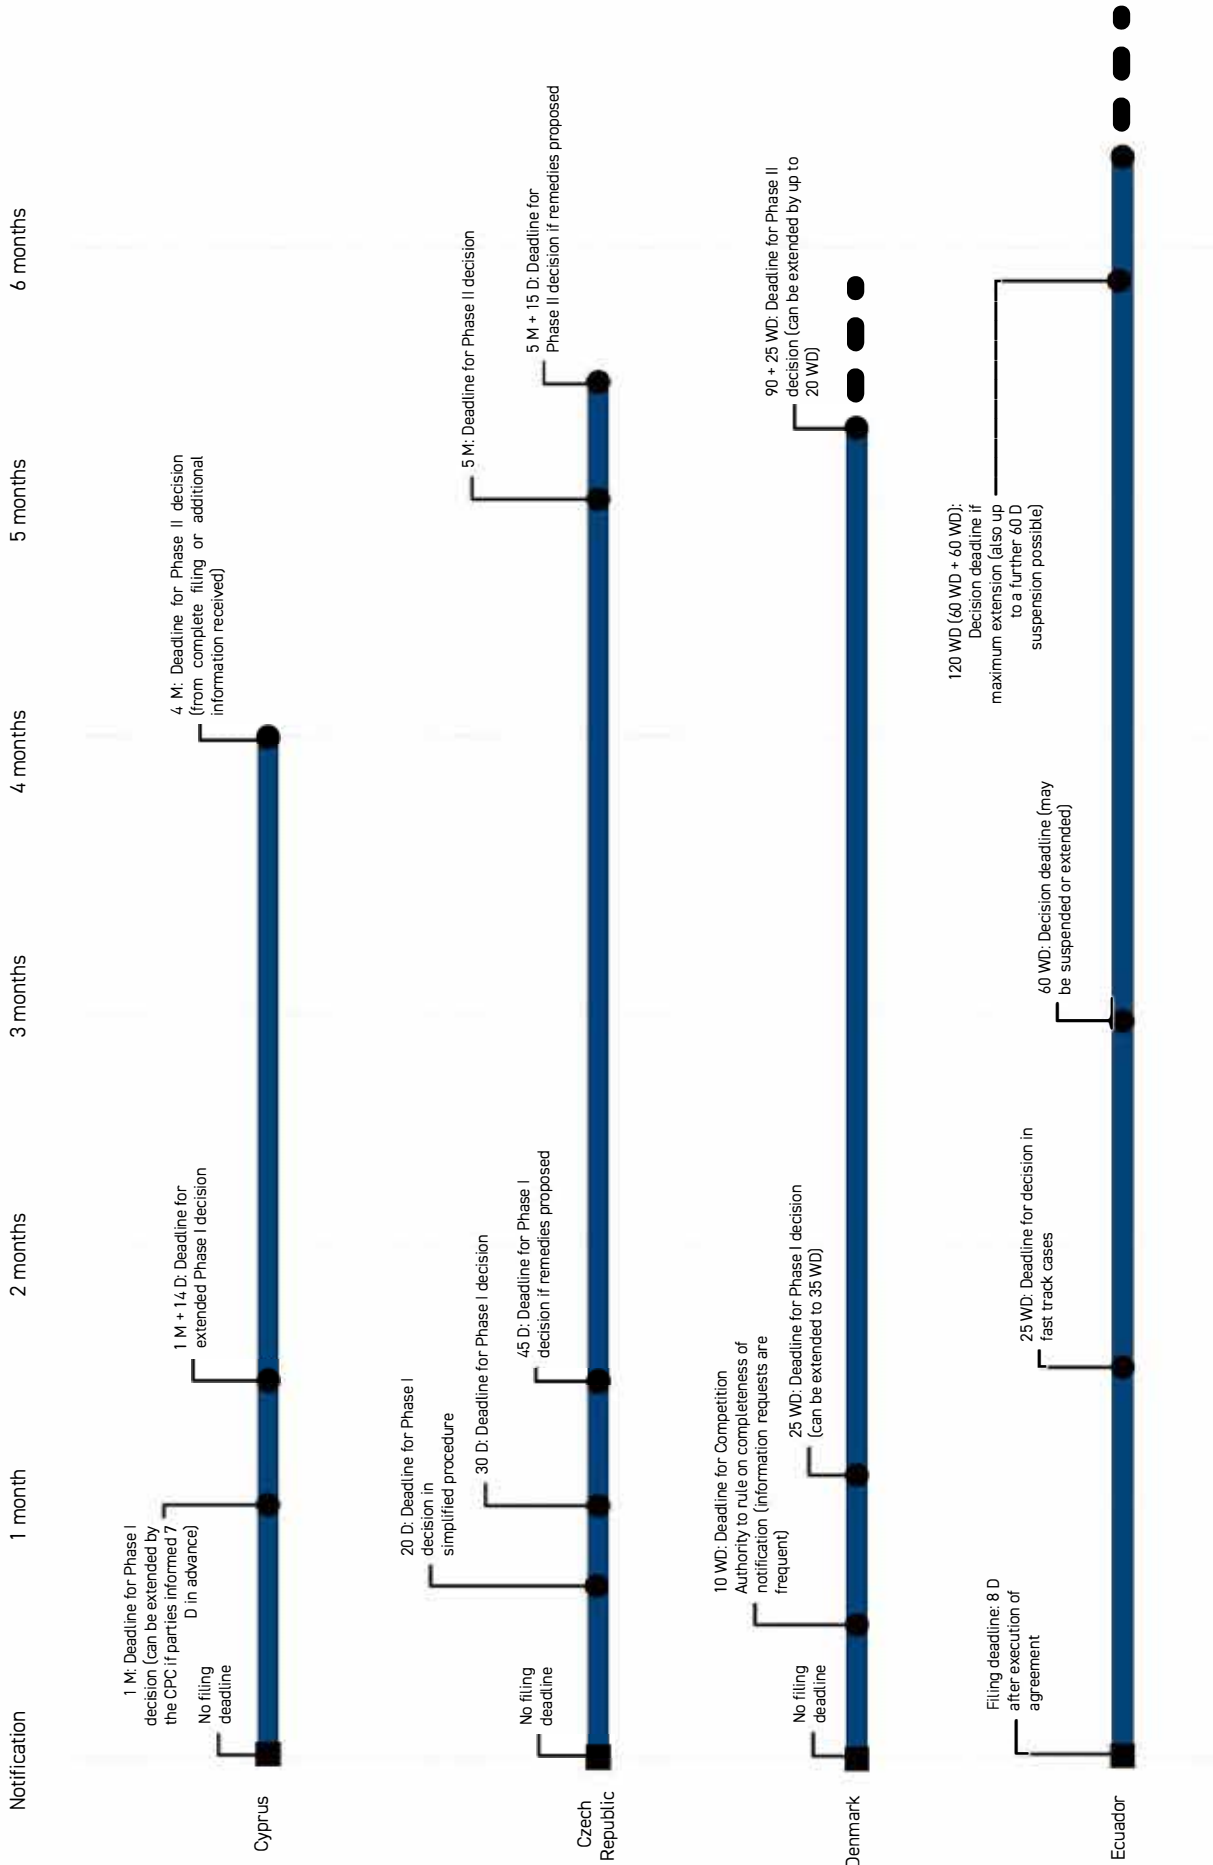 Notification
1 month
2 months
3 months
4 months
5 months
6 months
Cyprus
No filing
deadline
1 M: Deadline for Phase I
decision (can be extended by
the CPC if parties informed 7
D in advance)
1 M + 14 D: Deadline for
extended Phase I decision
4 M: Deadline for Phase II decision
(from complete filing or additional
information received)
Czech
Republic
No filing
deadline
20 D: Deadline for Phase I
decision in
simplified procedure
30 D: Deadline for Phase I decision
45 D: Deadline for Phase I
decision if remedies proposed
5 M: Deadline for Phase II decision
5 M + 15 D: Deadline for
Phase II decision if remedies proposed
Denmark
No filing
deadline
10 WD: Deadline for Competition
Authority to rule on completeness of
notification (information requests are
frequent)
25 WD: Deadline for Phase I decision
(can be extended to 35 WD)
90 + 25 WD: Deadline for Phase II
decision (can be extended by up to
20 WD)
Ecuador
Filing deadline: 8 D
after execution of
agreement
25 WD: Deadline for decision in
fast track cases
60 WD: Decision deadline (may
be suspended or extended)
120 WD (60 WD + 60 WD):
Decision deadline if
maximum extension (also up
to a further 60 D
suspension possible)